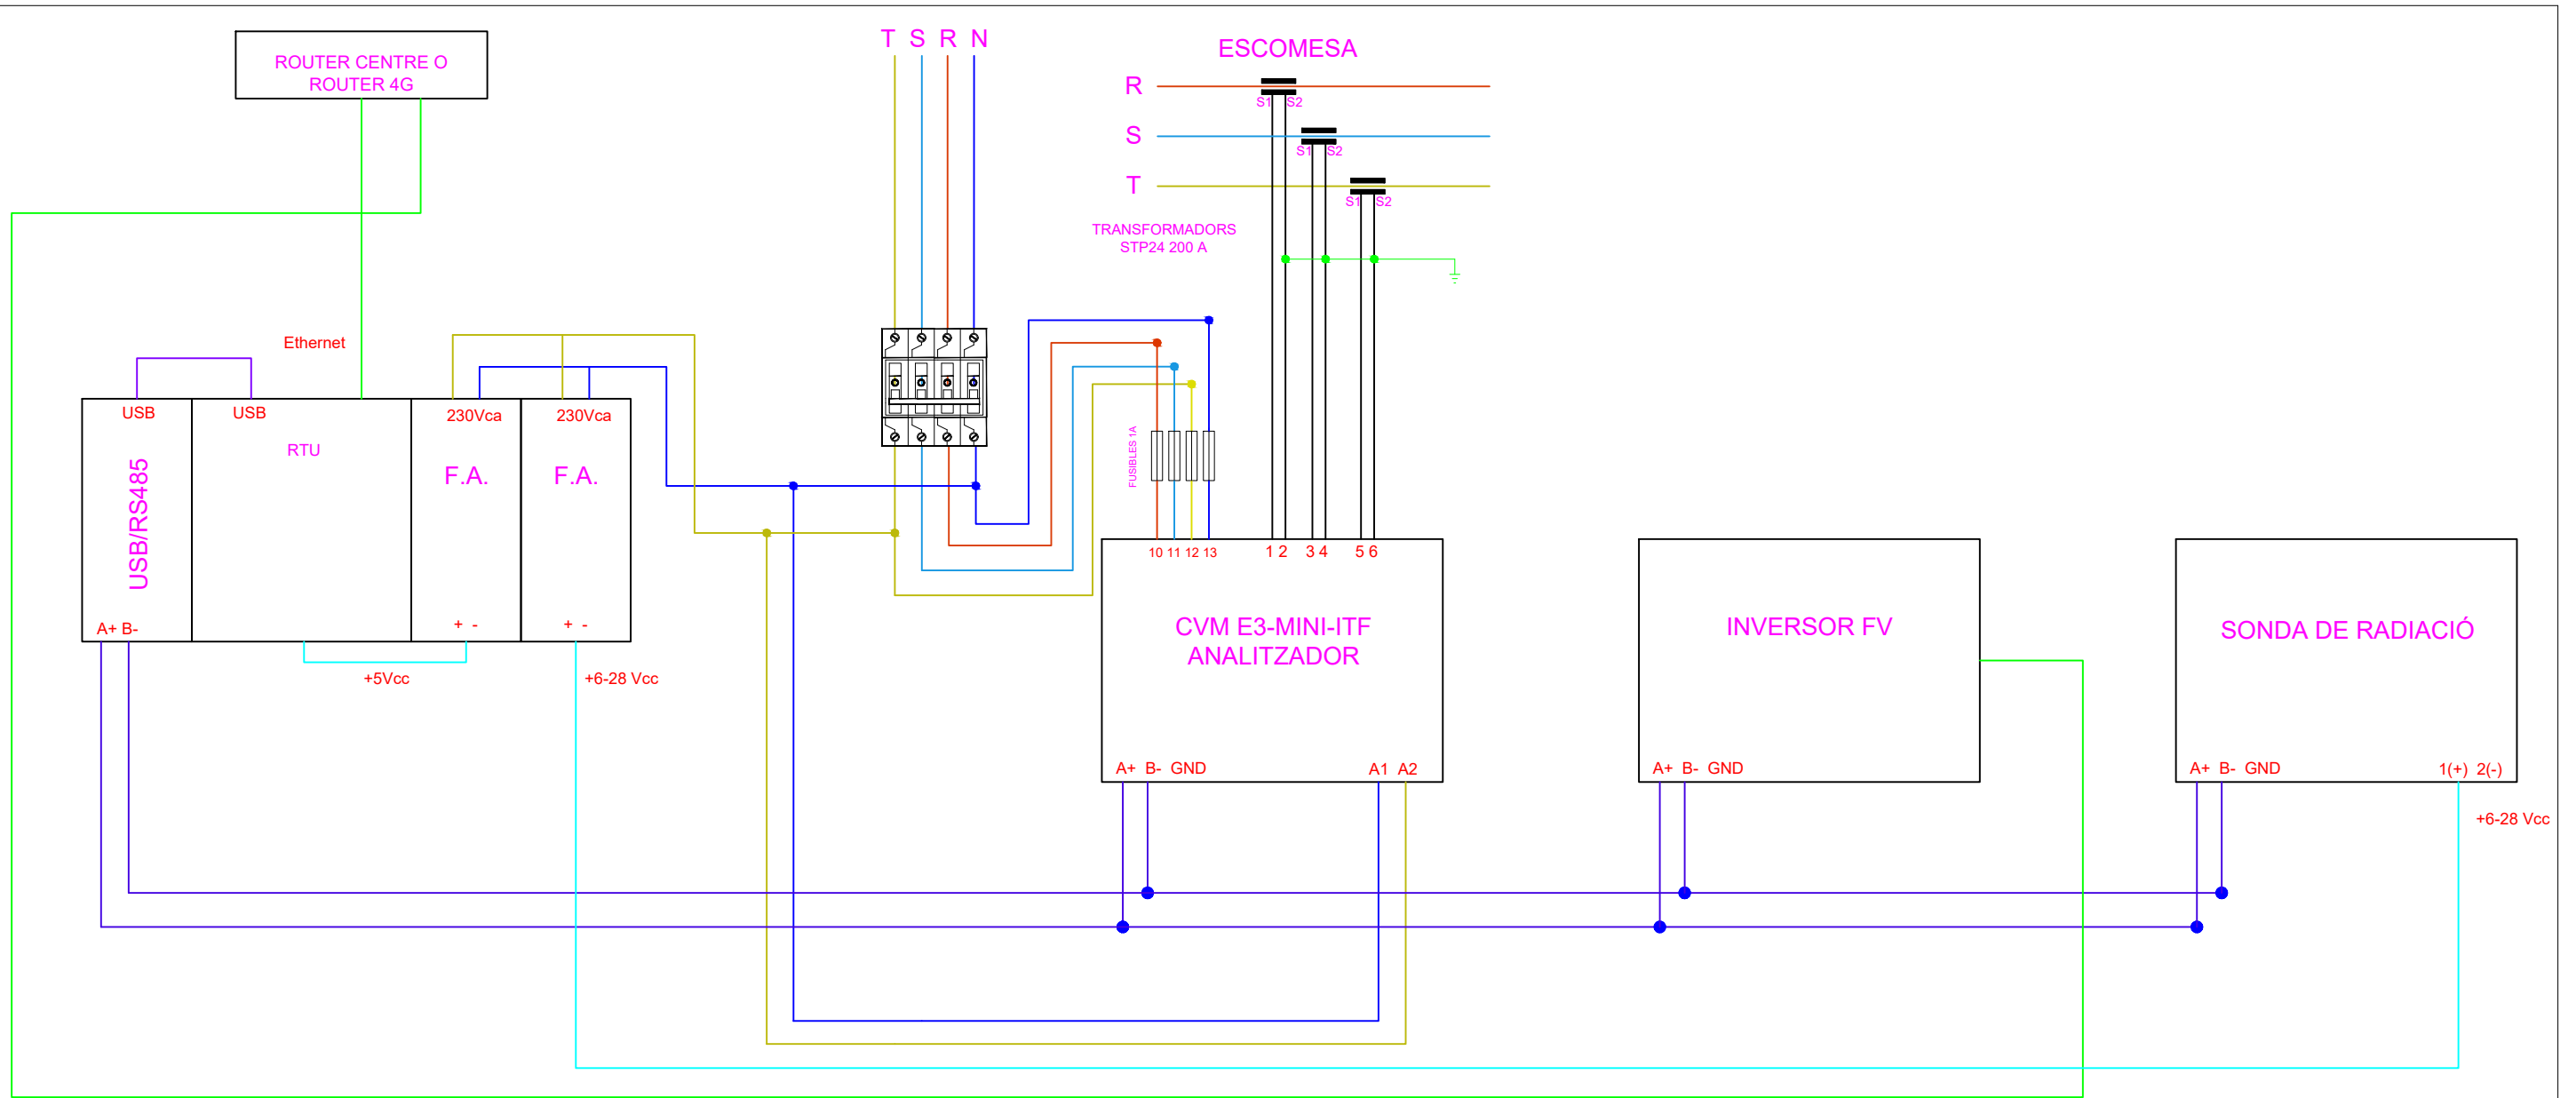 ROUTER CENTRE O
ROUTER 4G
T S R N
ESCOMESA
R
S1 S2
S
S1 S2
T
S1 S2
TRANSFORMADORS
STP24 200 A
Ethernet
USB
USB
230Vca
230Vca
RTU
F.A.
F.A.
USB/RS485
A+ B-
+ -
+ -
+5Vcc
+6-28 Vcc
FUSIBLES 1A
10 11 12 13
1 2
3 4
5 6
CVM E3-MINI-ITF
ANALITZADOR
A+ B- GND
A1 A2
INVERSOR FV
A+ B- GND
SONDA DE RADIACIÓ
A+ B- GND
1(+) 2(-)
+6-28 Vcc